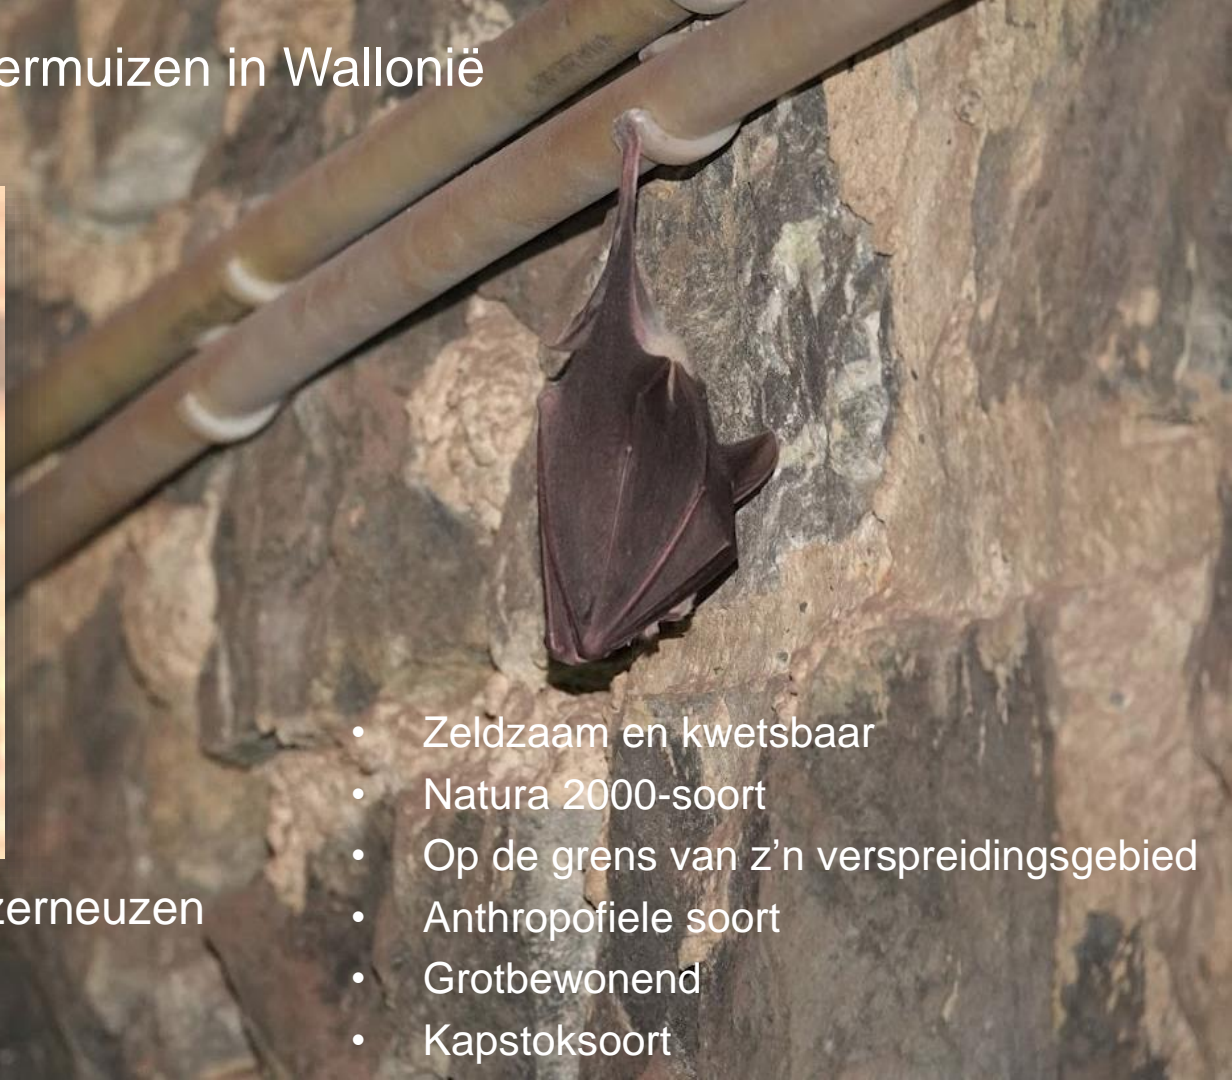 ermuizen in Wallonië
zerneuzen
• Zeldzaam en kwetsbaar
• Natura 2000-soort
• Op de grens van z’n verspreidingsgebied
• Anthropofiele soort
• Grotbewonend
• Kapstoksoort